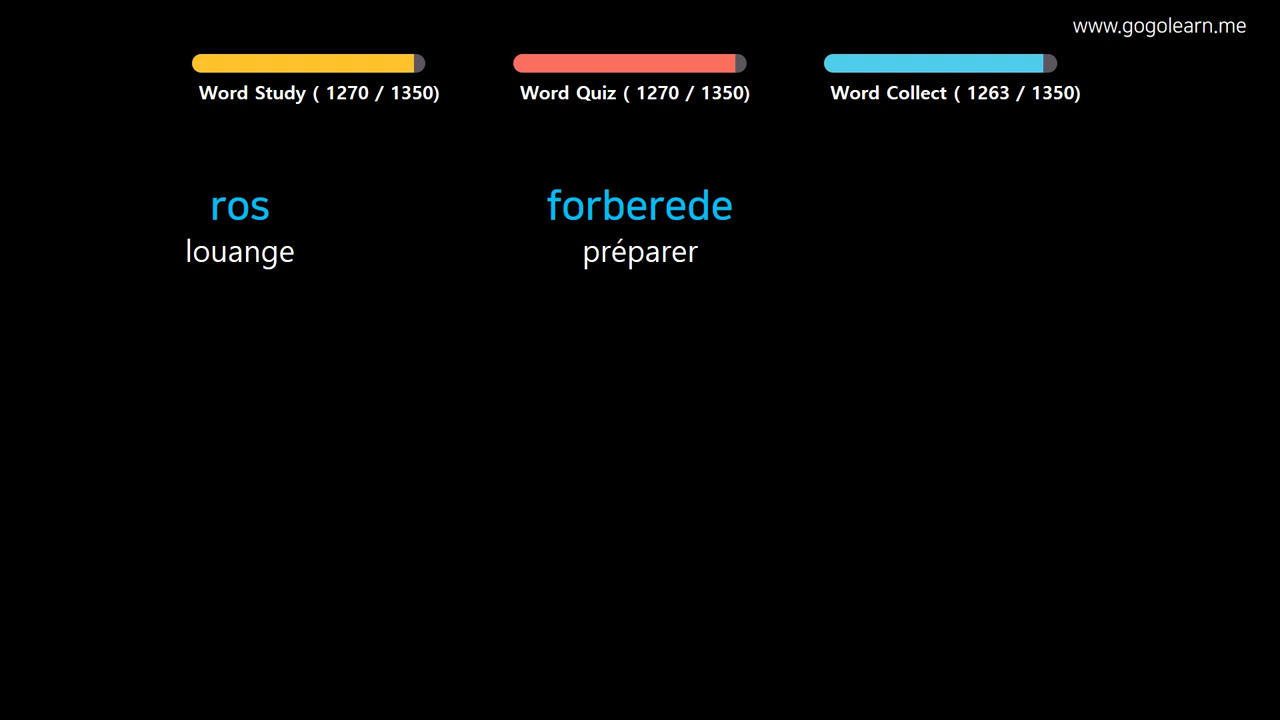 www.gogolearn.me
Word Study ( 1270 / 1350)
Word Quiz ( 1270 / 1350)
Word Collect ( 1263 / 1350)
ros
louange
forberede
préparer